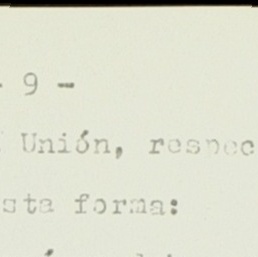 - 9 -
Unión, respec
sta forma: